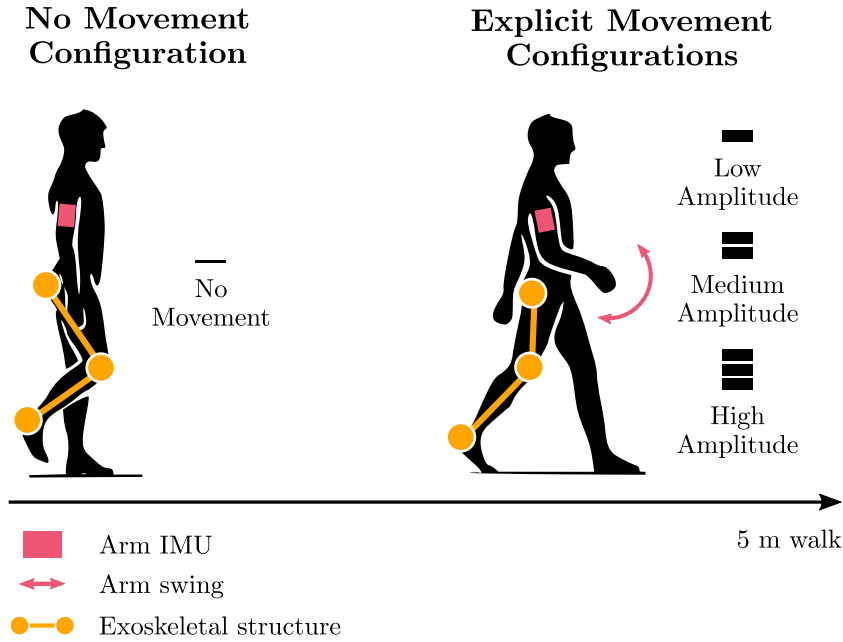 No Movement
Configuration
Explicit Movement
Configurations
No
Movement
Low
Amplitude
Medium
Amplitude
High
Amplitude
5 m walk
Arm IMU
Arm swing
Exoskeletal structure